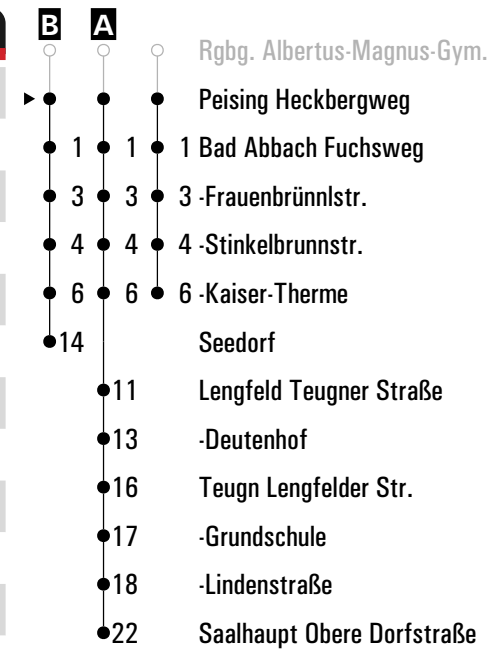 B A
Rgbg. Albertus-Magnus-Gym.
Peising Heckbergweg
1 1 1 Bad Abbach Fuchsweg
3 3 3 -Frauenbrünnlstr.
4 4 4 -Stinkelbrunnstr.
6 6 6 -Kaiser-Therme
14 Seedorf
11 Lengfeld Teugner Straße
13 -Deutenhof
16 Teugn Lengfelder Str.
17 -Grundschule
18 -Lindenstraße
22 Saalhaupt Obere Dorfstraße